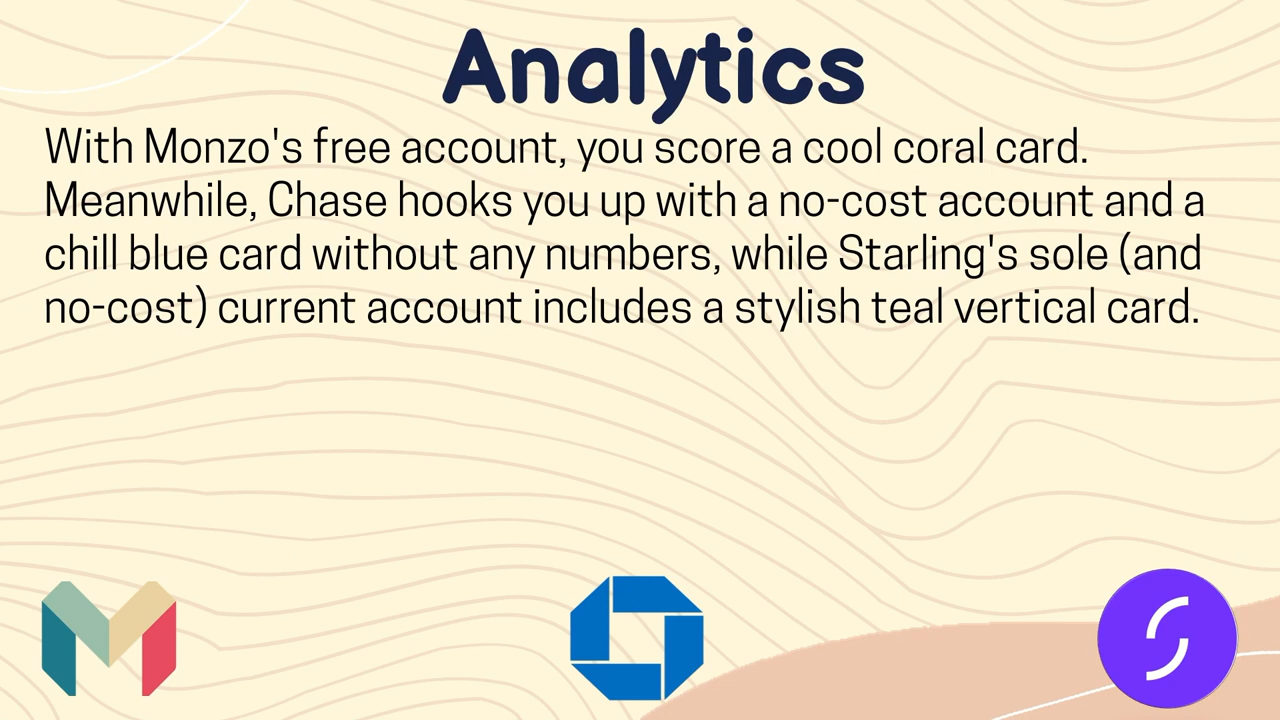 Analytics
With Monzo's free account, you score a cool coral card.
Meanwhile, Chase hooks you up with a no-cost account and a
chill blue card without any numbers, while Starling's sole (and
no-cost) current account includes a stylish teal vertical card.